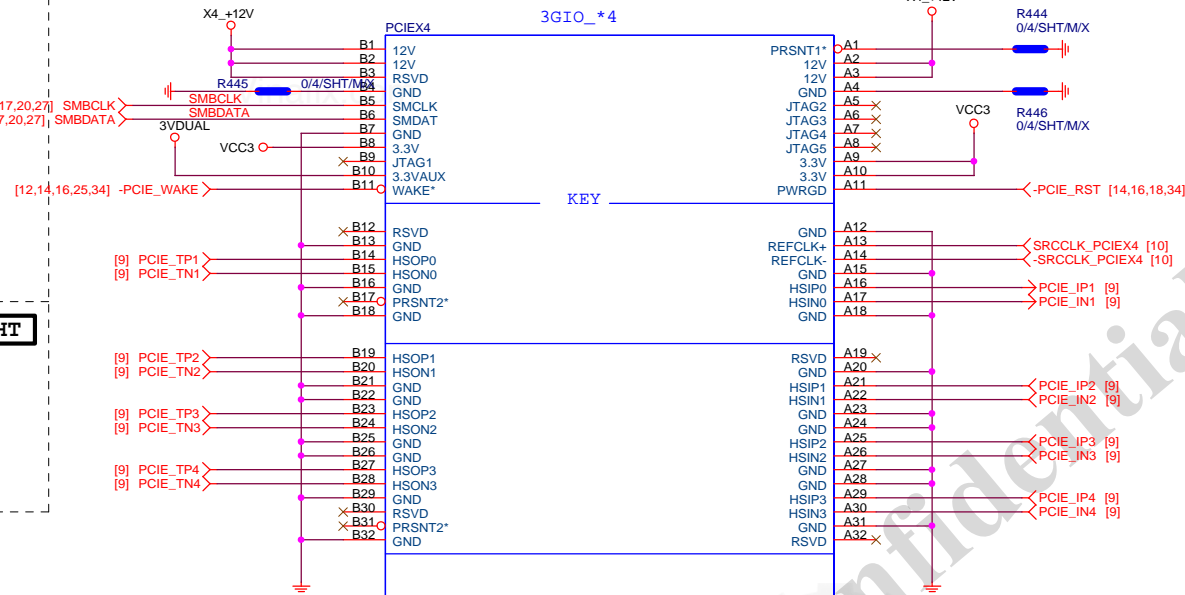 3GIO_*4
X4_+12V
PCIEX4
R444
0/4/SHT/M/X
B1 12V PRSNT1* A1
B2 12V 12V A2
B3 RSVD 12V A3
R445 0/4/SHT/M/X B4 GND GND A4
17,20,27] SMBCLK SMBCLK B5 SMCLK JTAG2 A5
7,20,27] SMBDATA SMBDATA B6 SMDAT JTAG3 A6
R446
0/4/SHT/M/X
VCC3
3VDUAL B7 GND JTAG4 A7
VCC3 B8 3.3V JTAG5 A8
B9 JTAG1 3.3V A9
B10 3.3VAUX 3.3V A10
[12,14,16,25,34] -PCIE_WAKE B11 WAKE* PWRGD A11 -PCIE_RST [14,16,18,34]
KEY
B12 RSVD GND A12
B13 GND REFCLK+ A13 SRCCLK_PCIEX4 [10]
[9] PCIE_TP1 B14 HSOP0 REFCLK- A14 -SRCCLK_PCIEX4 [10]
[9] PCIE_TN1 B15 HSON0 GND A15
B16 GND HSIP0 A16 PCIE_IP1 [9]
B17 PRSNT2* HSIN0 A17 PCIE_IN1 [9]
B18 GND GND A18
HT
[9] PCIE_TP2 B19 HSOP1 RSVD A19
[9] PCIE_TN2 B20 HSON1 GND A20
B21 GND HSIP1 A21 PCIE_IP2 [9]
B22 GND HSIN1 A22 PCIE_IN2 [9]
[9] PCIE_TP3 B23 HSOP2 GND A23
[9] PCIE_TN3 B24 HSON2 GND A24
B25 GND HSIP2 A25 PCIE_IP3 [9]
B26 GND HSIN2 A26 PCIE_IN3 [9]
[9] PCIE_TP4 B27 HSOP3 GND A27
[9] PCIE_TN4 B28 HSON3 GND A28
B29 GND HSIP3 A29 PCIE_IP4 [9]
B30 RSVD HSIN3 A30 PCIE_IN4 [9]
B31 PRSNT2* GND A31
B32 GND RSVD A32
nfidentia